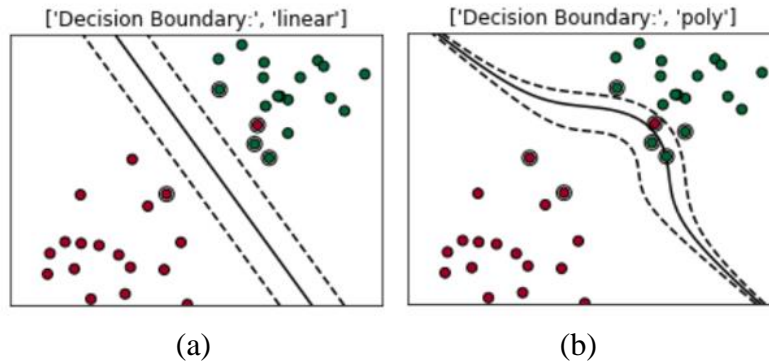 ['Decision Boundary:', 'linear']
['Decision Boundary:', 'poly']
(a)
(b)